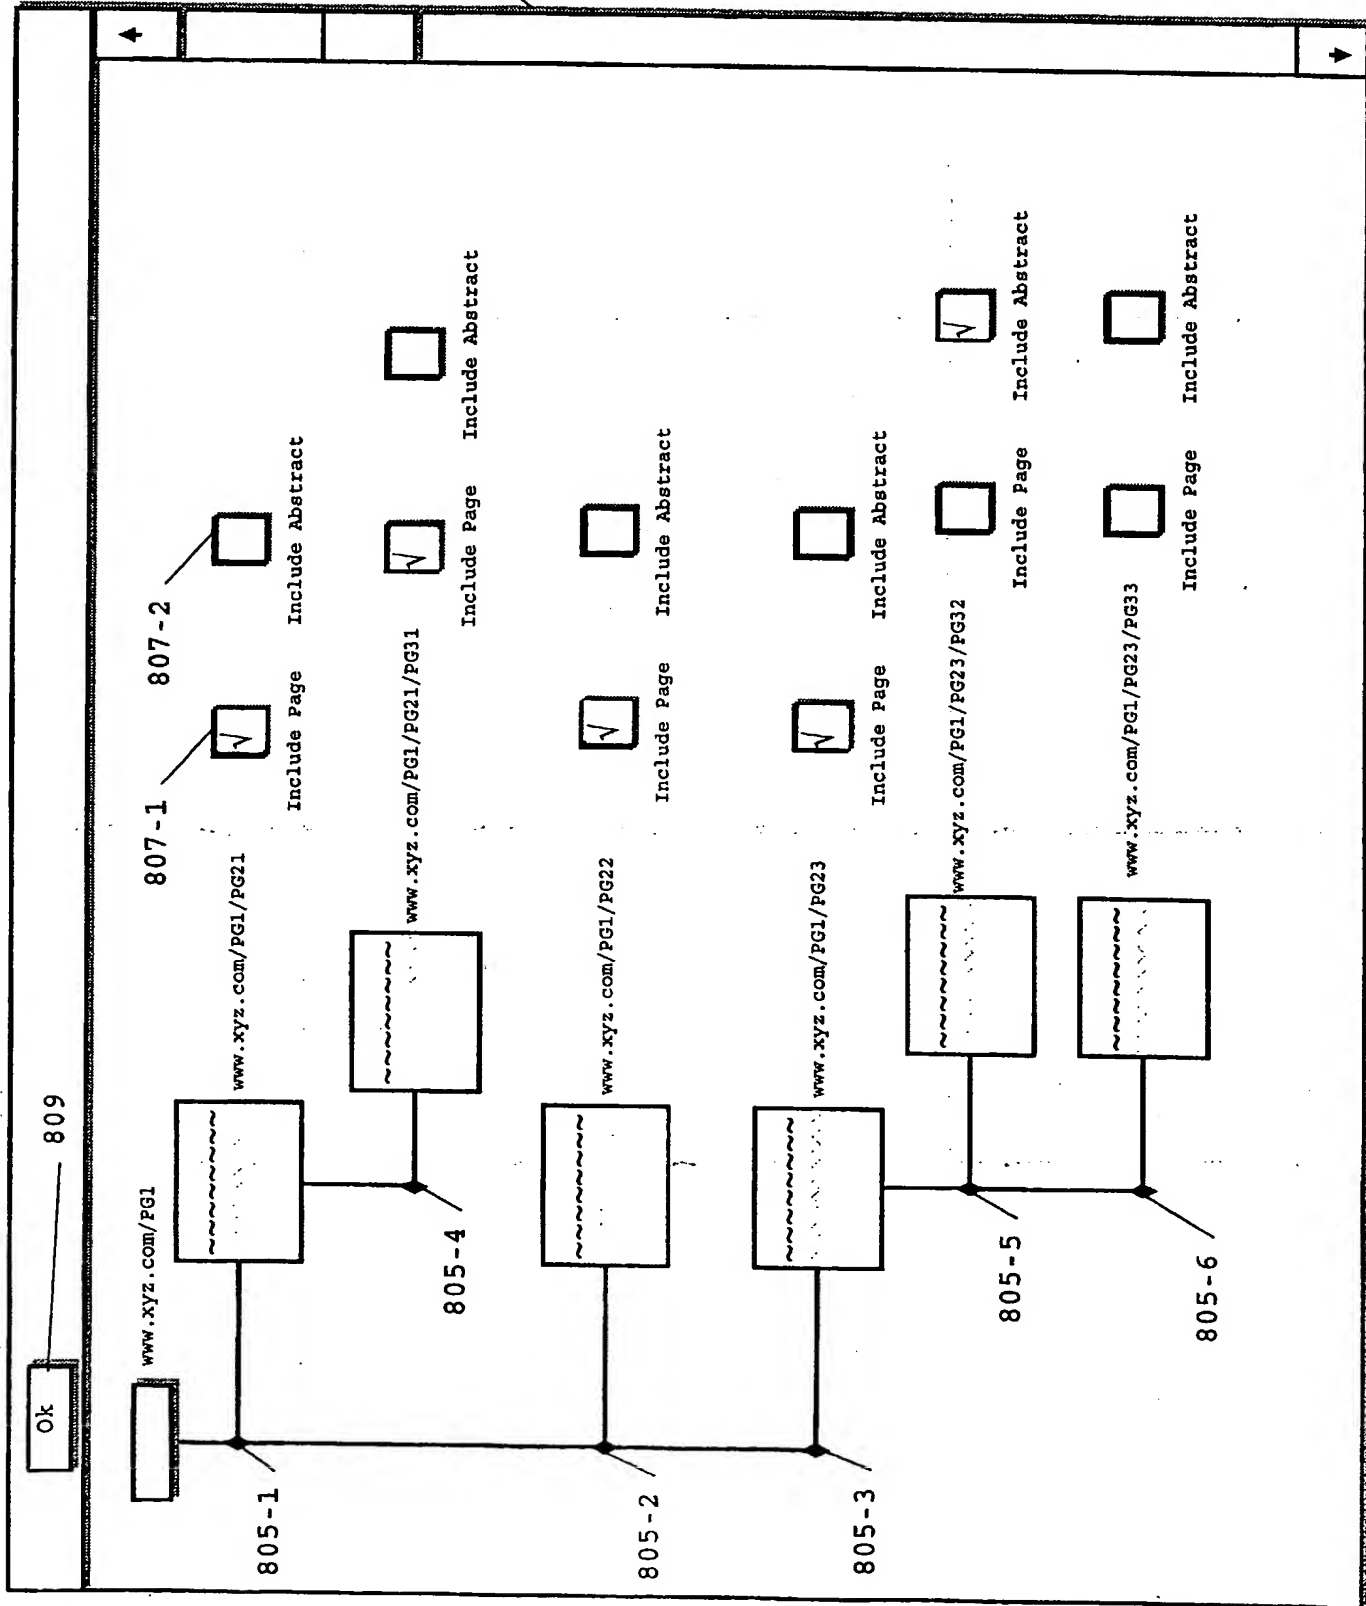 Ok
809
www.xyz.com/PG1
807-1
807-2
805-1
www.xyz.com/PG1/PG21
√
Include Page
Include Abstract
805-4
www.xyz.com/PG1/PG21/PG31
√
Include Page
Include Abstract
805-2
www.xyz.com/PG1/PG22
√
Include Page
Include Abstract
805-3
www.xyz.com/PG1/PG23
√
Include Page
Include Abstract
805-5
www.xyz.com/PG1/PG23/PG32
√
Include Page
Include Abstract
805-6
www.xyz.com/PG1/PG23/PG33
Include Page
Include Abstract